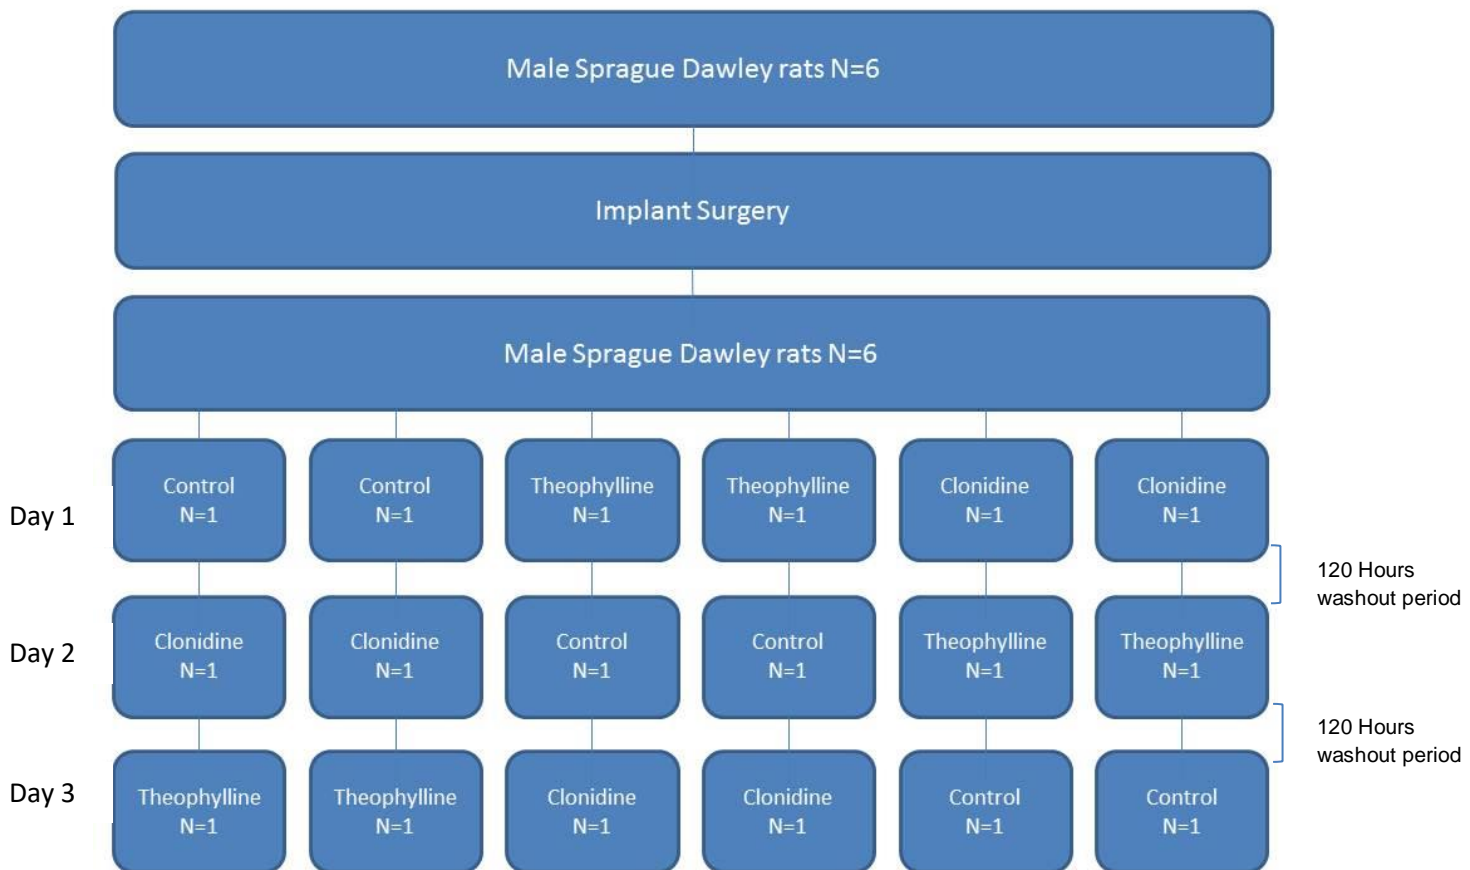 Male Sprague Dawley rats N=6
Implant Surgery
Male Sprague Dawley rats N=6
Day 1
Control
N=1
Control
N=1
Theophylline
N=1
Theophylline
N=1
Clonidine
N=1
Clonidine
N=1
120 Hours
washout period
Day 2
Clonidine
N=1
Clonidine
N=1
Control
N=1
Control
N=1
Theophylline
N=1
Theophylline
N=1
120 Hours
washout period
Day 3
Theophylline
N=1
Theophylline
N=1
Clonidine
N=1
Clonidine
N=1
Control
N=1
Control
N=1